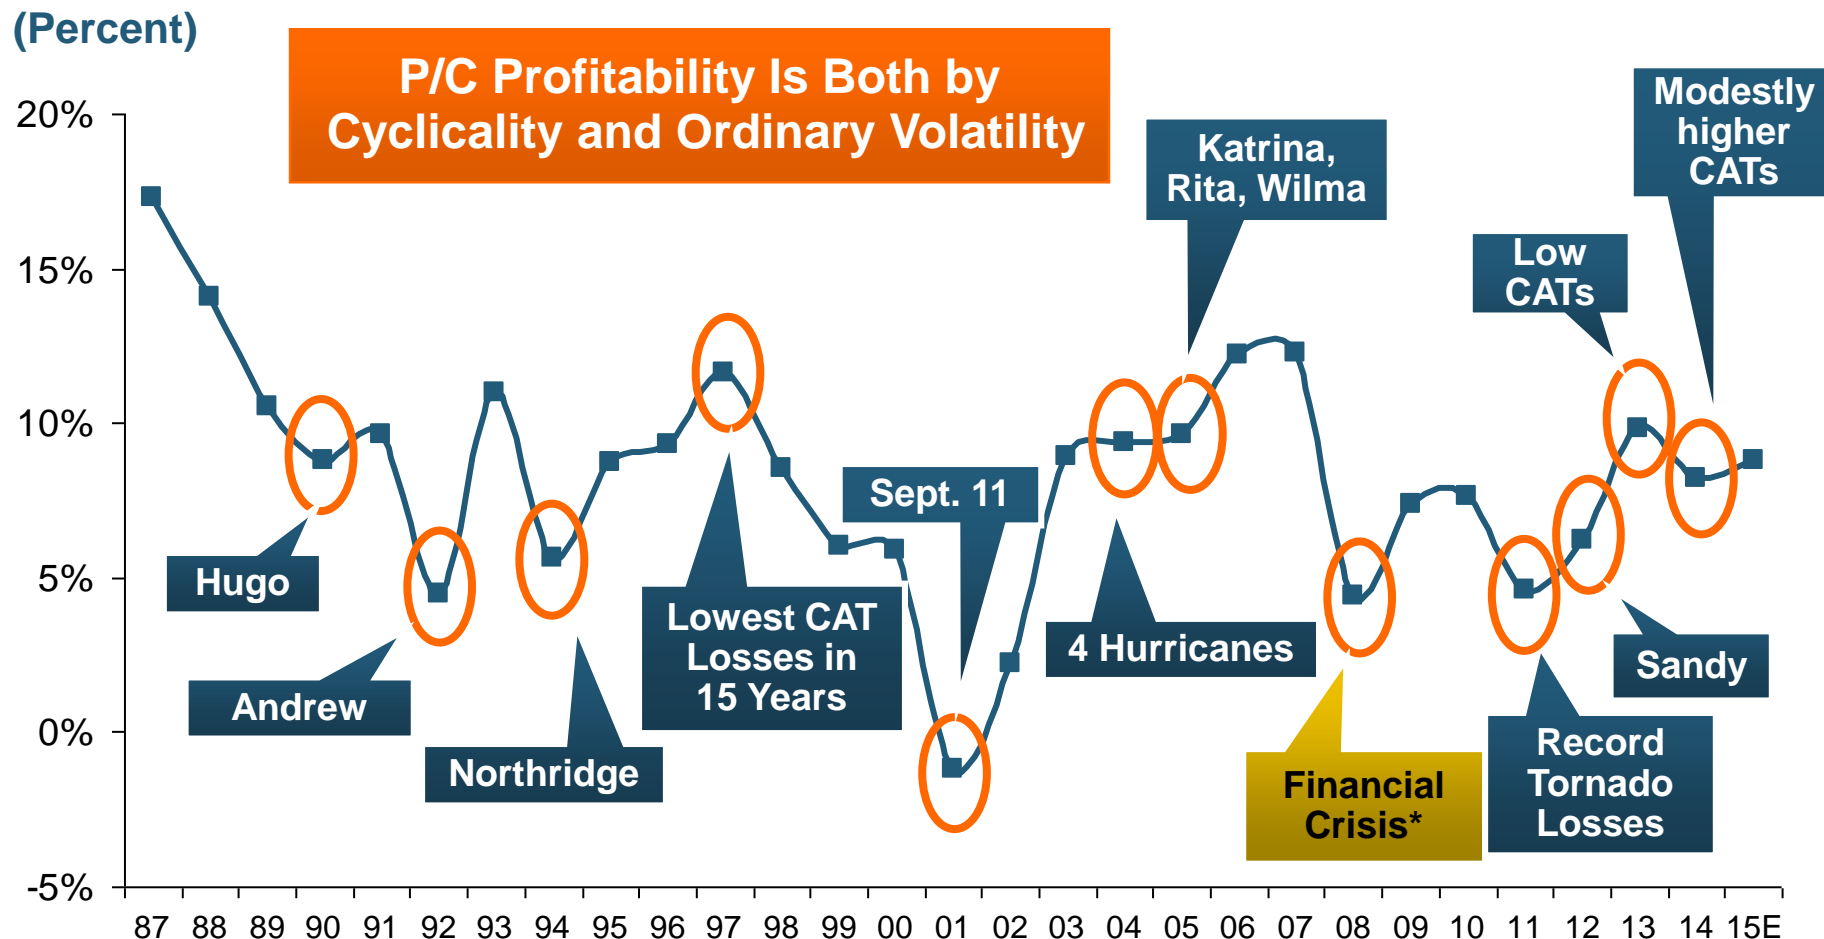 (Percent)
P/C Profitability Is Both by
Cyclicality and Ordinary Volatility
Modestly
higher
CATs
Katrina,
Rita, Wilma
Low
CATs
20%
15%
10%
5%
0%
-5%
Hugo
Andrew
Northridge
Lowest CAT
Losses in
15 Years
Sept. 11
4 Hurricanes
Financial
Crisis*
Record
Tornado
Losses
Sandy
87 88 89 90 91 92 93 94 95 96 97 98 99 00 01 02 03 04 05 06 07 08 09 10 11 12 13 14 15E